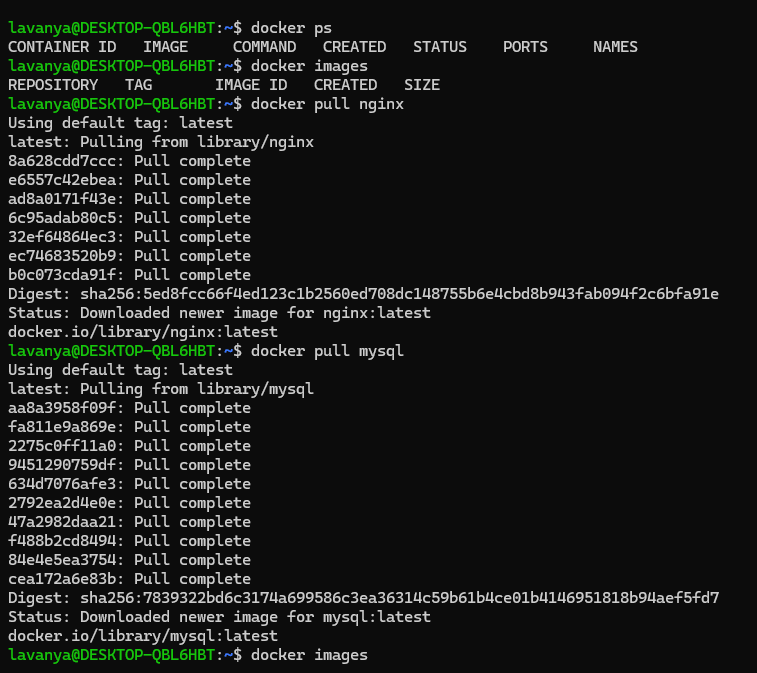 lavanya@DESKTOP-QBL6HBT:~$ docker ps
CONTAINER ID   IMAGE     COMMAND   CREATED   STATUS    PORTS     NAMES
lavanya@DESKTOP-QBL6HBT:~$ docker images
REPOSITORY   TAG       IMAGE ID   CREATED   SIZE
lavanya@DESKTOP-QBL6HBT:~$ docker pull nginx
Using default tag: latest
latest: Pulling from library/nginx
8a628cdd7ccc: Pull complete
e6557c42ebea: Pull complete
ad8a0171f43e: Pull complete
6c95adab80c5: Pull complete
32ef64864ec3: Pull complete
ec74683520b9: Pull complete
b0c073cda91f: Pull complete
Digest: sha256:5ed8fcc66f4ed123c1b2560ed708dc148755b6e4cbd8b943fab094f2c6bfa91e
Status: Downloaded newer image for nginx:latest
docker.io/library/nginx:latest
lavanya@DESKTOP-QBL6HBT:~$ docker pull mysql
Using default tag: latest
latest: Pulling from library/mysql
aa8a3958f09f: Pull complete
fa811e9a869e: Pull complete
2275c0ff11a0: Pull complete
9451290759df: Pull complete
634d7076afe3: Pull complete
2792ea2d4e0e: Pull complete
47a2982daa21: Pull complete
f488b2cd8494: Pull complete
84e4e5ea3754: Pull complete
cea172a6e83b: Pull complete
Digest: sha256:7839322bd6c3174a699586c3ea36314c59b61b4ce01b4146951818b94aef5fd7
Status: Downloaded newer image for mysql:latest
docker.io/library/mysql:latest
lavanya@DESKTOP-QBL6HBT:~$ docker images